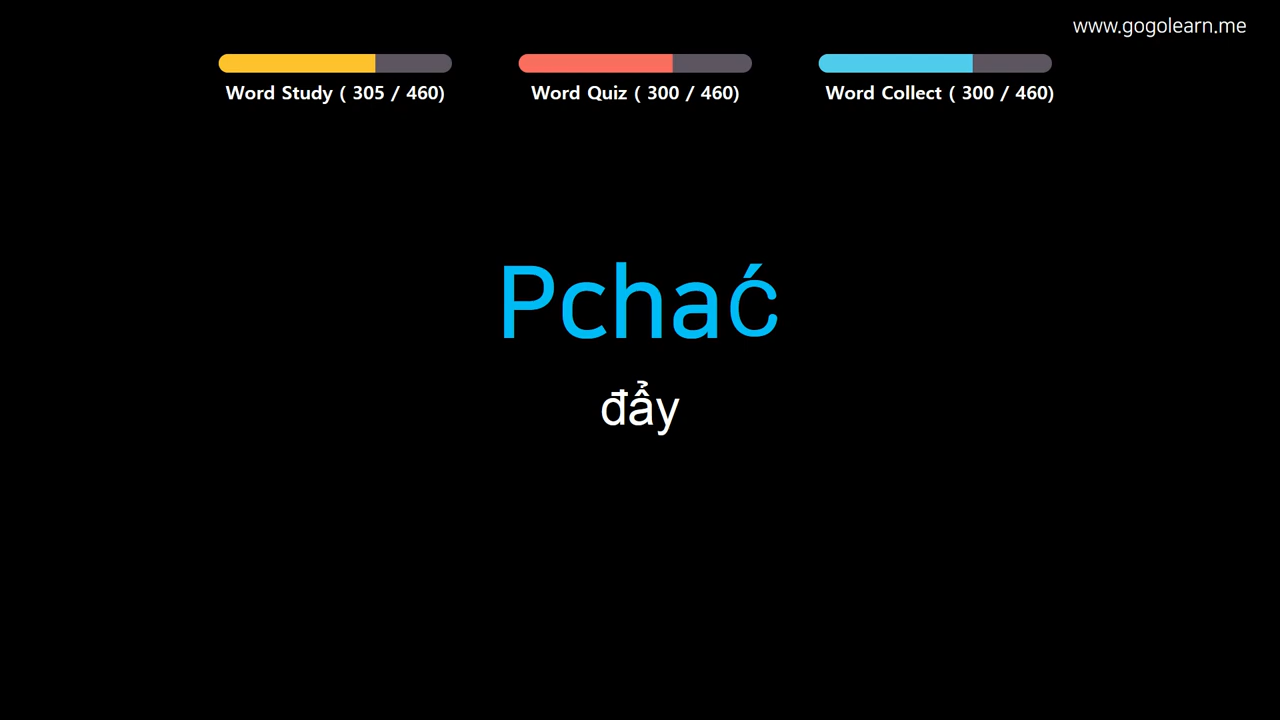 www.gogolearn.me
Word Study ( 305 / 460)
Word Quiz ( 300 / 460)
Word Collect ( 300 / 460)
Pchać
đẩy